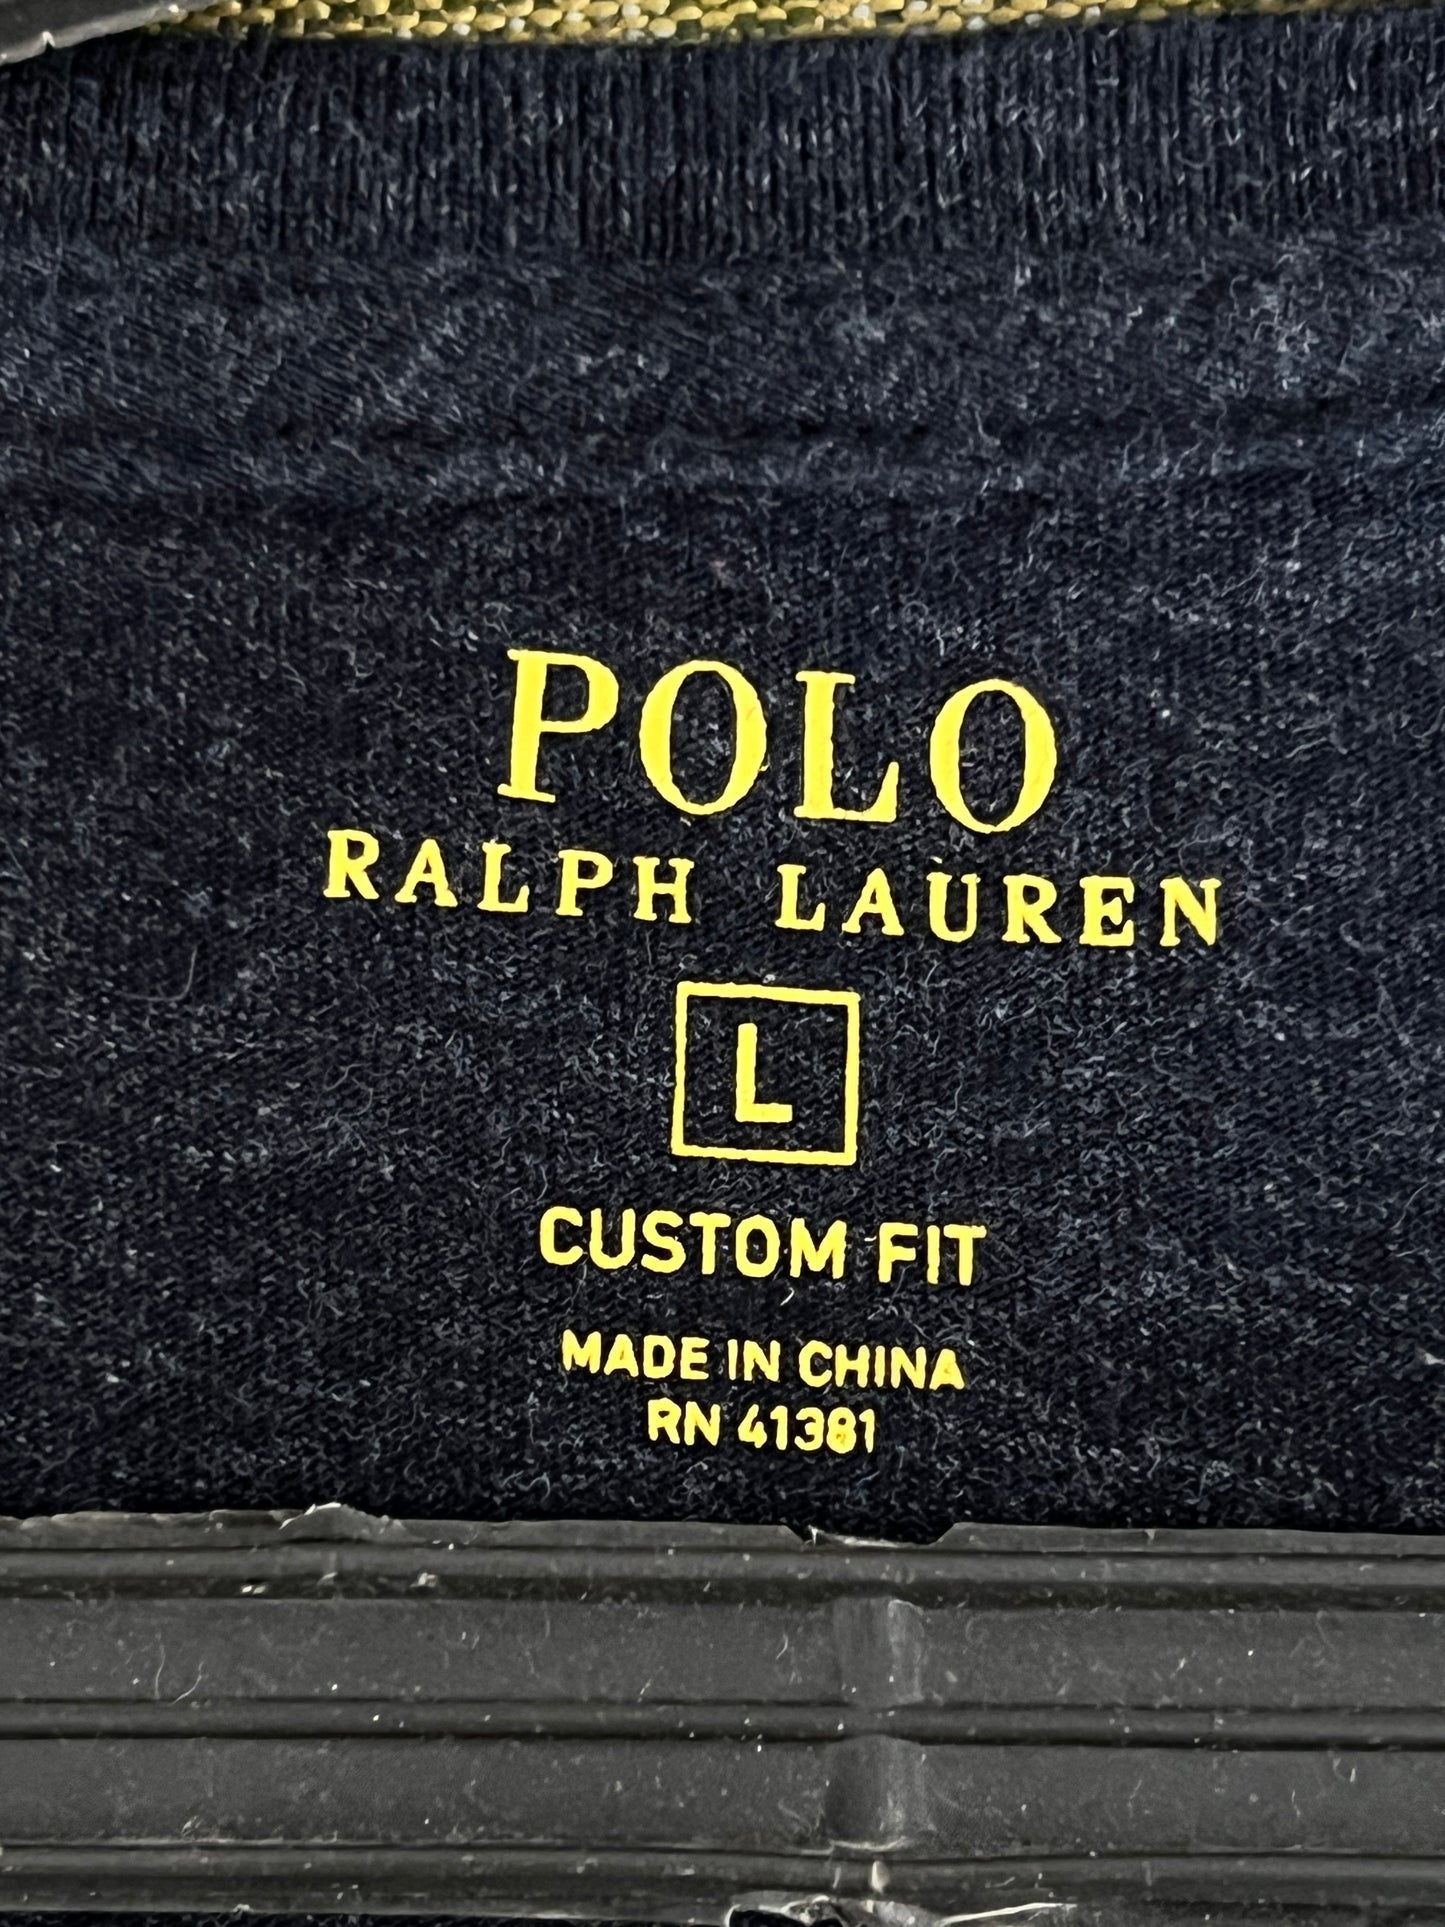 POLO
RALPH LAUREN
L
CUSTOM FIT
MADE IN CHINA
RN 41381